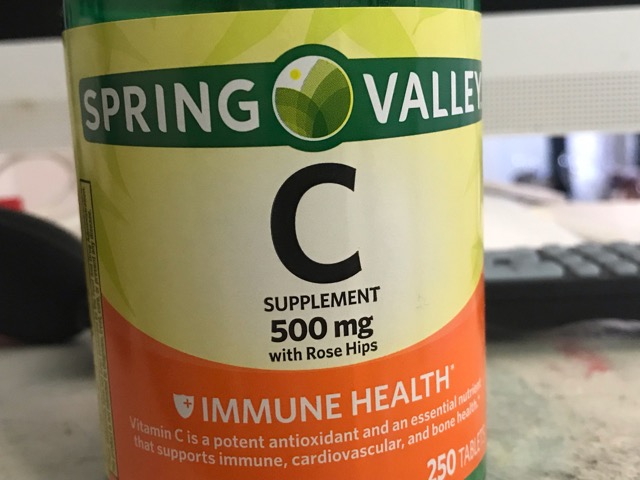 SPRING VALLEY
C
SUPPLEMENT
500 mg
with Rose Hips
IMMUNE HEALTH*
Vitamin C is a potent antioxidant and an essential nutrient
that supports immune, cardiovascular, and bone health.*
250 TABLETS